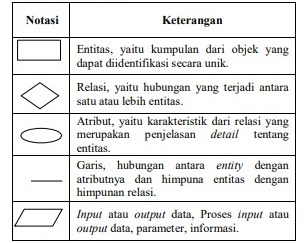 Notasi Keterangan
Entitas, yaitu kumpulan dari objek yang
dapat diidentifikasi secara unik.
Relasi, yaitu hubungan yang terjadi antara
satu atau lebih entitas.
Atribut, yaitu karakteristik dari relasi yang
merupakan penjelasan detail tentang
entitas.
Garis, hubungan antara entity dengan
atributnya dan himpuna entitas dengan
himpunan relasi.
Input atau output data, Proses input atau
output data, parameter, informasi.